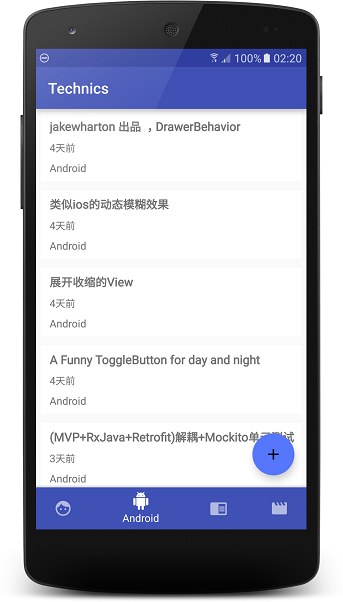 100% 02:20
Technics
jakewharton 出品 ，DrawerBehavior
4天前
Android
类似ios的动态模糊效果
4天前
Android
展开收缩的View
4天前
Android
A Funny ToggleButton for day and night
4天前
Android
(MVP+RxJava+Retrofit)解耦+Mockito单元测试
3天前
Android
Android